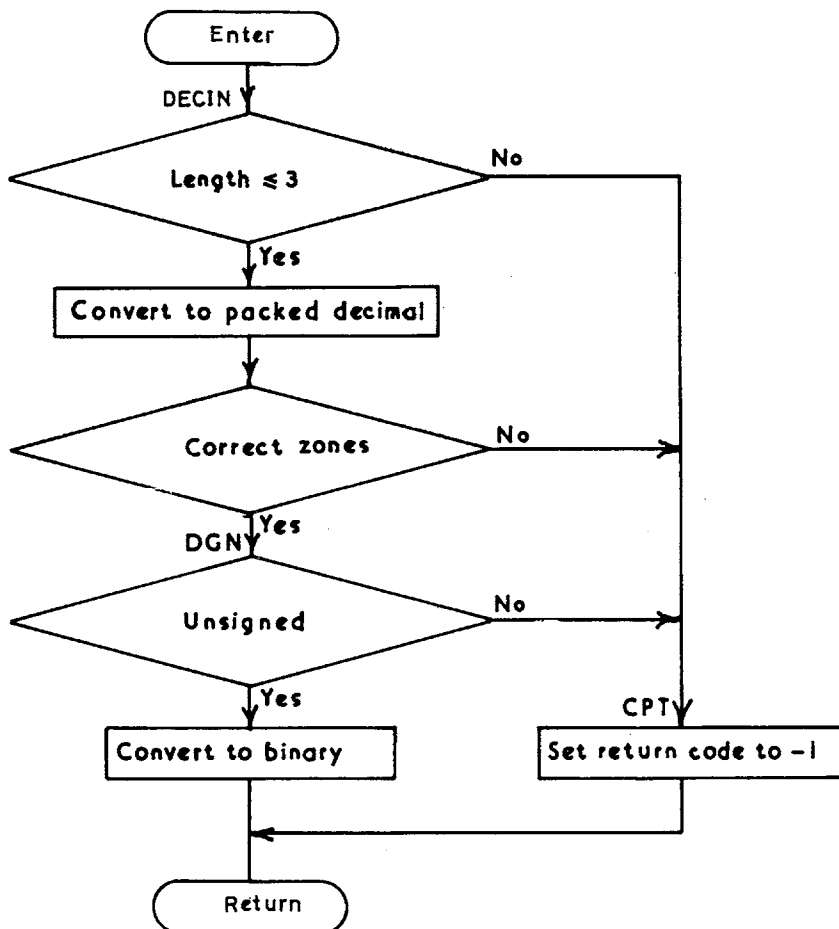 Enter
DECIN
Length ≤ 3
No
Yes
Convert to packed decimal
Correct zones
No
Yes
DGN
Unsigned
No
Yes
CPT
Convert to binary
Set return code to -1
Return